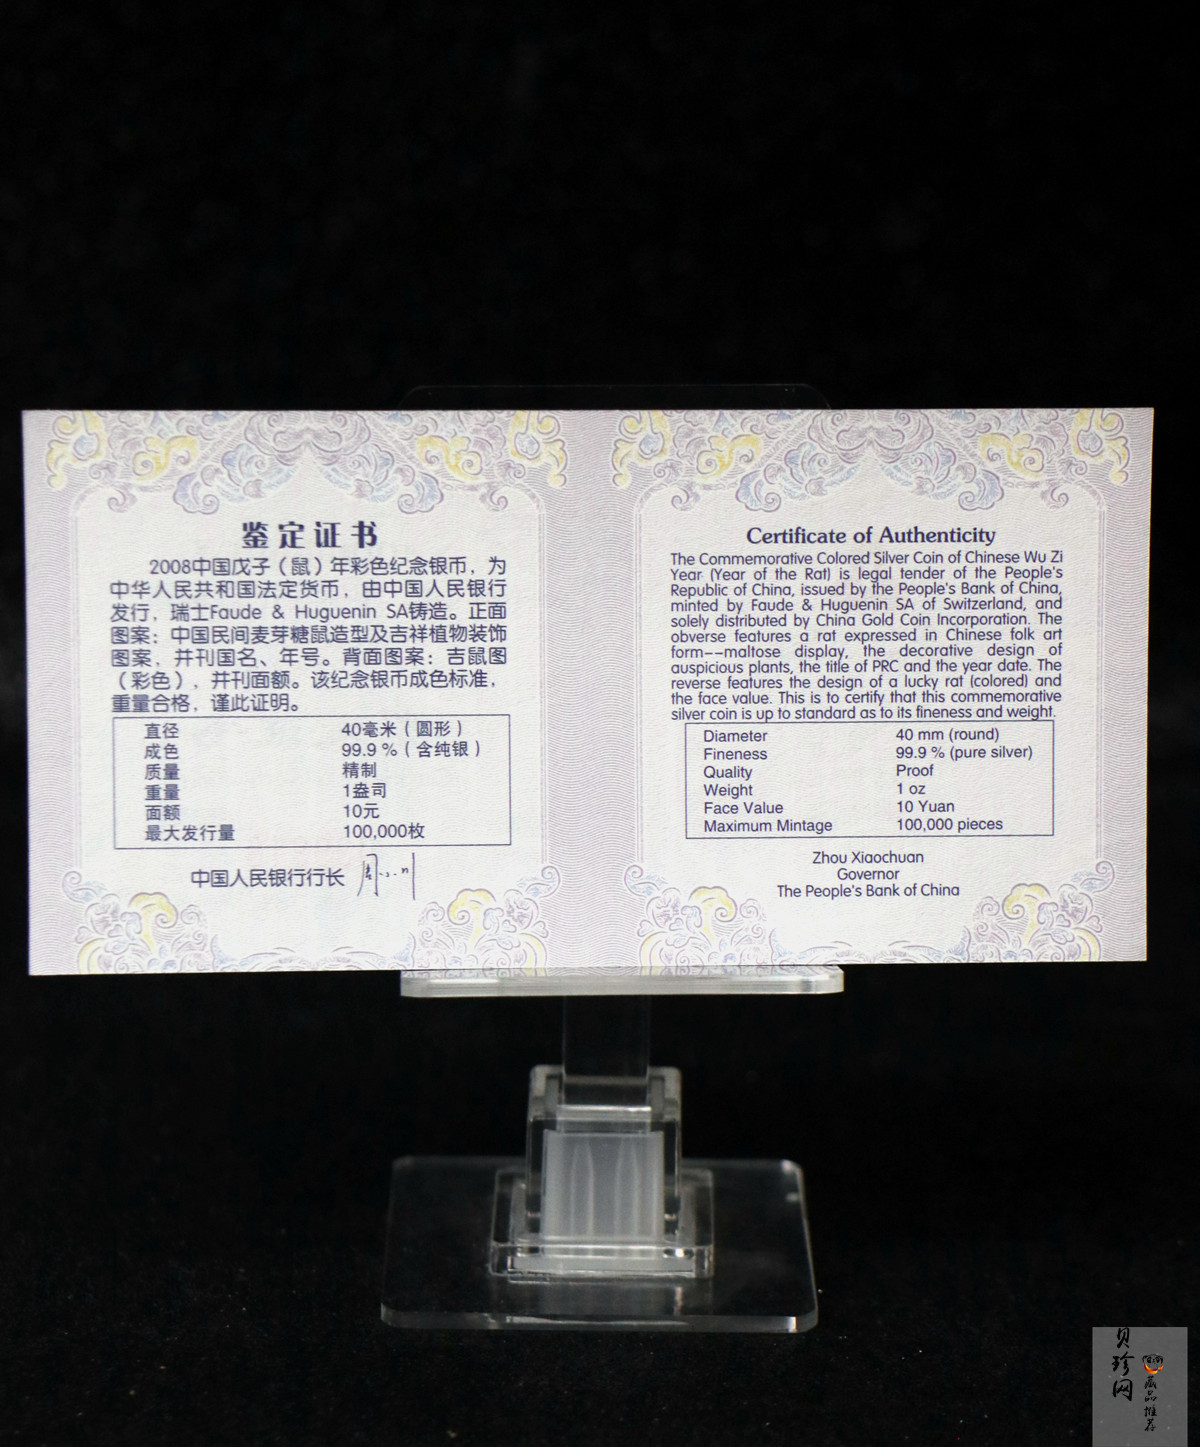 鉴定证书
2008中国戊子（鼠）年彩色纪念银币，为
中华人民共和国法定货币，由中国人民银行
发行，瑞士Faude & Huguenin SA铸造。正面
图案：中国民间麦芽糖鼠造型及吉祥植物装饰
图案，并刊国名、年号。背面图案：吉鼠图
（彩色），并刊面额。该纪念银币成色标准，
重量合格，谨此证明。
直径 40毫米（圆形）
成色 99.9 %（含纯银）
质量 精制
重量 1盎司
面额 10元
最大发行量 100,000枚
中国人民银行行长 周小川
Certificate of Authenticity
The Commemorative Colored Silver Coin of Chinese Wu Zi
Year (Year of the Rat) is legal tender of the People's
Republic of China, issued by the People's Bank of China,
minted by Faude & Huguenin SA of Switzerland, and
solely distributed by China Gold Coin Incorporation. The
obverse features a rat expressed in Chinese folk art
form--maltose display, the decorative design of
auspicious plants, the title of PRC and the year date. The
reverse features the design of a lucky rat (colored) and
the face value. This is to certify that this commemorative
silver coin is up to standard as to its fineness and weight.
Diameter 40 mm (round)
Fineness 99.9 % (pure silver)
Quality Proof
Weight 1 oz
Face Value 10 Yuan
Maximum Mintage 100,000 pieces
Zhou Xiaochuan
Governor
The People's Bank of China
贝珍网
藏品推荐